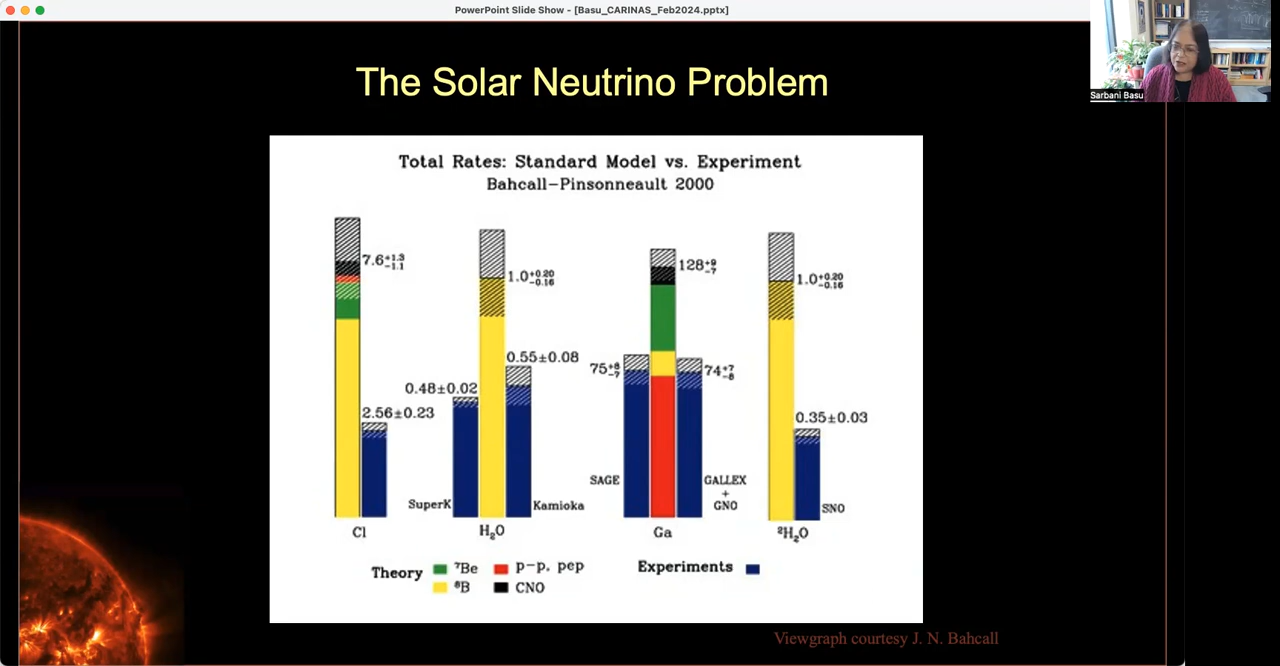 PowerPoint Slide Show - [Basu_CARINAS_Feb2024.pptx]
Sarbani Basu
The Solar Neutrino Problem
Total Rates: Standard Model vs. Experiment
Bahcall–Pinsonneault 2000
7.6+1.3 −1.1
2.56±0.23
Cl
0.48±0.02
1.0+0.20 −0.16
0.55±0.08
SuperK
Kamioka
H₂O
75+8 −7
128+9 −7
74+7 −8
SAGE
GALLEX
+
GNO
Ga
1.0+0.20 −0.16
0.35±0.03
SNO
²H₂O
Theory
⁷Be
p–p, pep
⁸B
CNO
Experiments
Viewgraph courtesy J. N. Bahcall